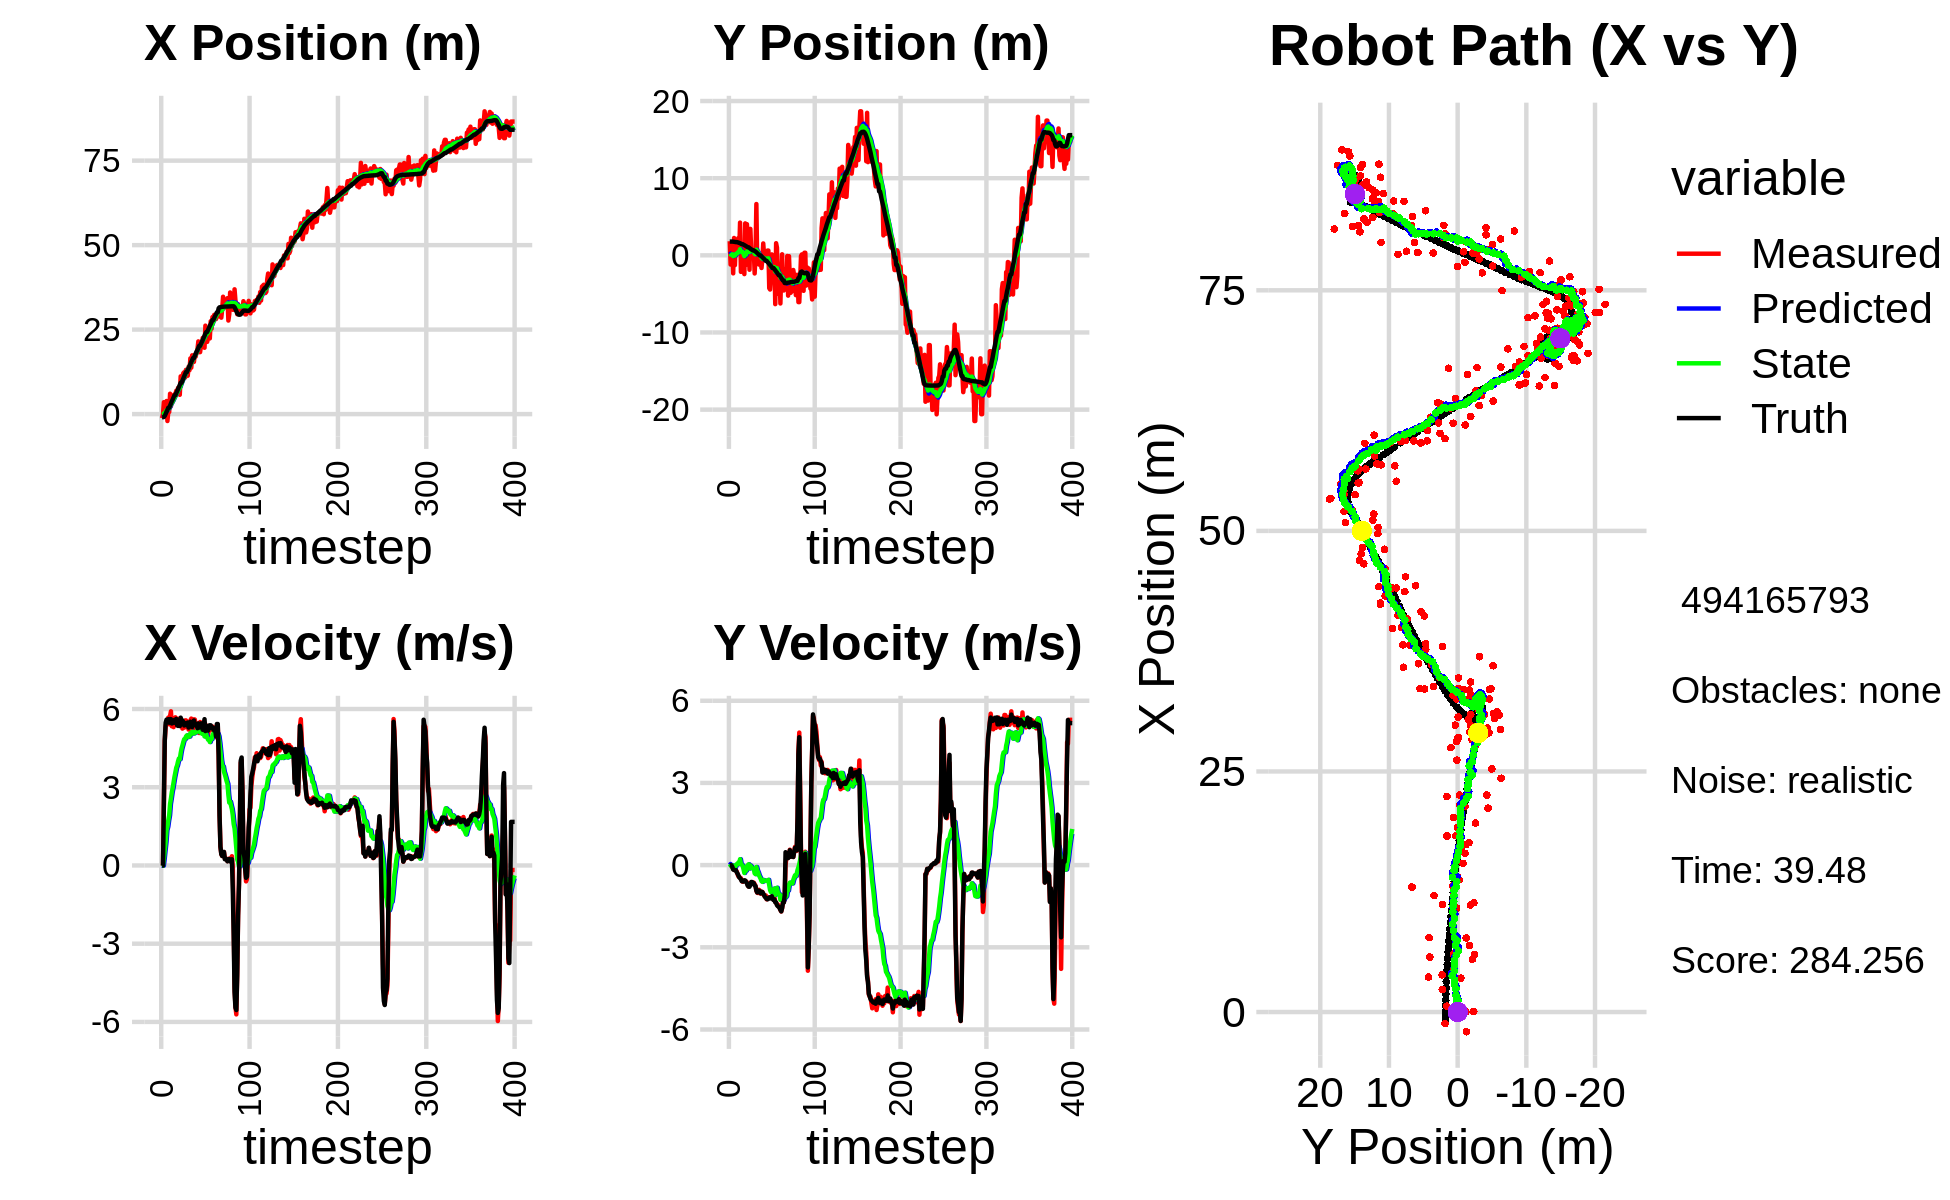 X Position (m)
75
50
25
0
0
100
200
300
400
timestep
Y Position (m)
20
10
0
-10
-20
0
100
200
300
400
timestep
X Velocity (m/s)
6
3
0
-3
-6
0
100
200
300
400
timestep
Y Velocity (m/s)
6
3
0
-3
-6
0
100
200
300
400
timestep
Robot Path (X vs Y)
X Position (m)
75
50
25
0
20 10 0 -10 -20
Y Position (m)
variable
Measured
Predicted
State
Truth
494165793
Obstacles: none
Noise: realistic
Time: 39.48
Score: 284.256